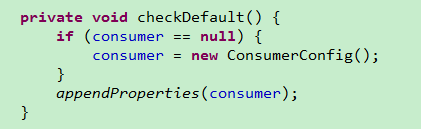 private void checkDefault() {
    if (consumer == null) {
        consumer = new ConsumerConfig();
    }
    appendProperties(consumer);
}